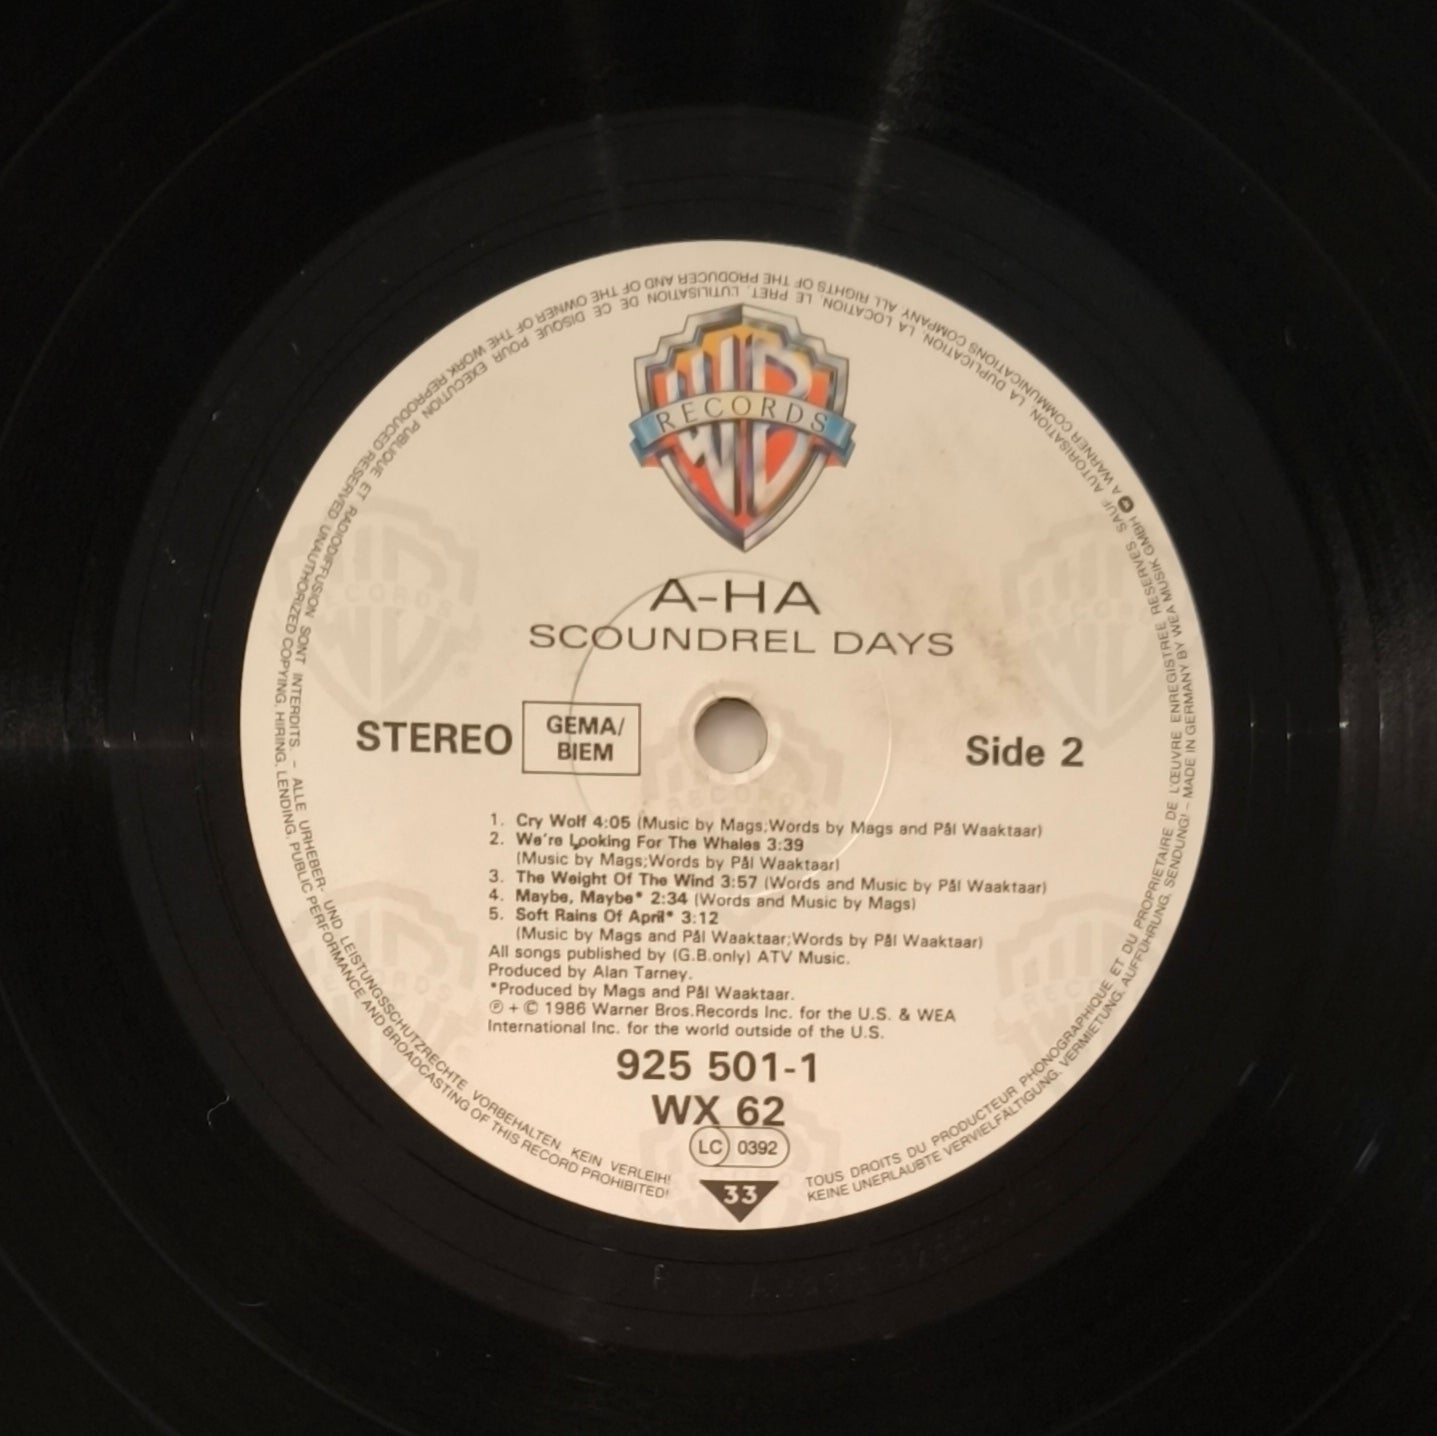 WB
RECORDS
A-HA
SCOUNDREL DAYS
STEREO
GEMA/
BIEM
Side 2
1. Cry Wolf 4:05 (Music by Mags;Words by Mags and Pål Waaktaar)
2. We're Looking For The Whales 3:39
(Music by Mags;Words by Pål Waaktaar)
3. The Weight Of The Wind 3:57 (Words and Music by Pål Waaktaar)
4. Maybe, Maybe* 2:34 (Words and Music by Mags)
5. Soft Rains Of April* 3:12
(Music by Mags and Pål Waaktaar;Words by Pål Waaktaar)
All songs published by (G.B.only) ATV Music.
Produced by Alan Tarney.
*Produced by Mags and Pål Waaktaar.
℗ + © 1986 Warner Bros.Records Inc. for the U.S. & WEA
International Inc. for the world outside of the U.S.
925 501-1
WX 62
LC 0392
33
TOUS DROITS DU PRODUCTEUR PHONOGRAPHIQUE ET DU PROPRIETAIRE DE L'ŒUVRE ENREGISTREE RESERVES. SAUF AUTORISATION, LA DUPLICATION, LA LOCATION, LE PRET, L'UTILISATION DE CE DISQUE POUR EXECUTION PUBLIQUE ET RADIODIFFUSION SONT INTERDITS. – ALLE URHEBER- UND LEISTUNGSSCHUTZRECHTE VORBEHALTEN. KEIN VERLEIH!
KEINE UNERLAUBTE VERVIELFÄLTIGUNG, VERMIETUNG, AUFFÜHRUNG, SENDUNG! – MADE IN GERMANY BY WEA MUSIK GMBH A WARNER COMMUNICATIONS COMPANY. ALL RIGHTS OF THE PRODUCER AND OF THE OWNER OF THE WORK REPRODUCED RESERVED. UNAUTHORIZED COPYING, HIRING, LENDING, PUBLIC PERFORMANCE AND BROADCASTING OF THIS RECORD PROHIBITED!